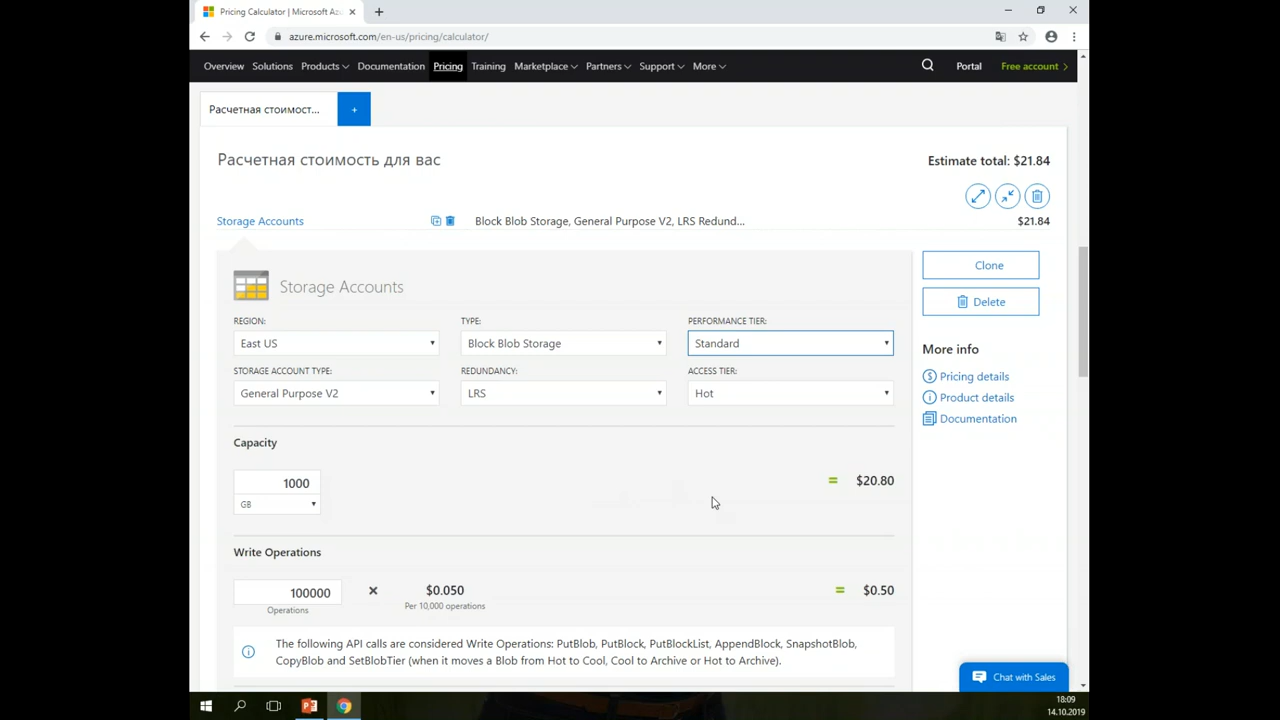 Pricing Calculator | Microsoft Az
azure.microsoft.com/en-us/pricing/calculator/
Overview Solutions Products Documentation Pricing Training Marketplace Partners Support More Portal Free account
Расчетная стоимост... +
Расчетная стоимость для вас Estimate total: $21.84
Storage Accounts Block Blob Storage, General Purpose V2, LRS Redund... $21.84
Storage Accounts
REGION: TYPE: PERFORMANCE TIER:
East US Block Blob Storage Standard
STORAGE ACCOUNT TYPE: REDUNDANCY: ACCESS TIER:
General Purpose V2 LRS Hot
Capacity
1000 = $20.80
GB
Write Operations
100000 × $0.050 = $0.50
Operations Per 10,000 operations
The following API calls are considered Write Operations: PutBlob, PutBlock, PutBlockList, AppendBlock, SnapshotBlob,
CopyBlob and SetBlobTier (when it moves a Blob from Hot to Cool, Cool to Archive or Hot to Archive).
Clone
Delete
More info
Pricing details
Product details
Documentation
Chat with Sales
18:09
14.10.2019